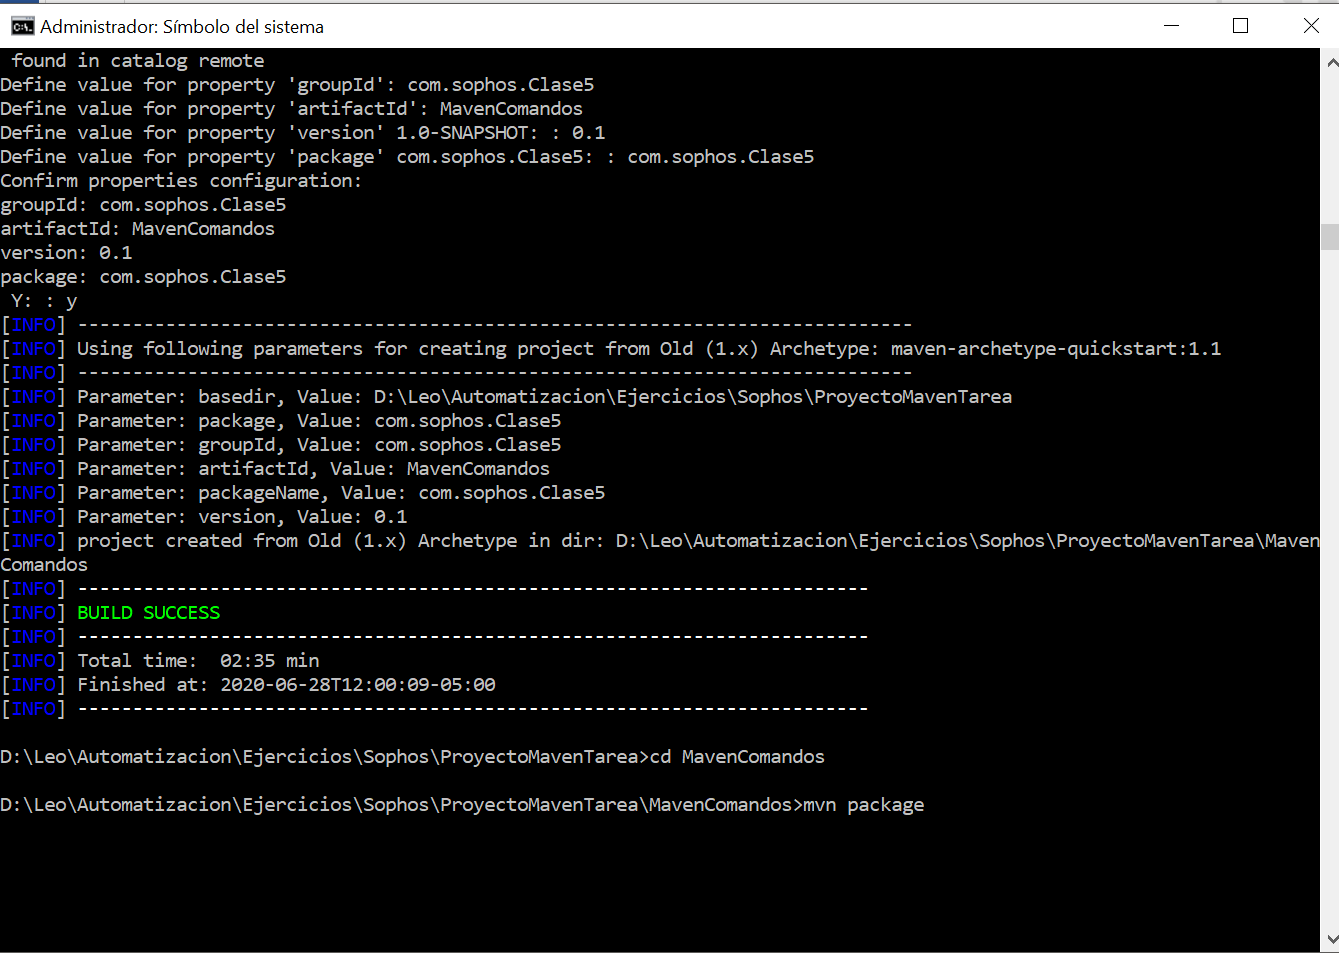 Administrador: Símbolo del sistema
 found in catalog remote
Define value for property 'groupId': com.sophos.Clase5
Define value for property 'artifactId': MavenComandos
Define value for property 'version' 1.0-SNAPSHOT: : 0.1
Define value for property 'package' com.sophos.Clase5: : com.sophos.Clase5
Confirm properties configuration:
groupId: com.sophos.Clase5
artifactId: MavenComandos
version: 0.1
package: com.sophos.Clase5
 Y: : y
[INFO] ----------------------------------------------------------------------------
[INFO] Using following parameters for creating project from Old (1.x) Archetype: maven-archetype-quickstart:1.1
[INFO] ----------------------------------------------------------------------------
[INFO] Parameter: basedir, Value: D:\Leo\Automatizacion\Ejercicios\Sophos\ProyectoMavenTarea
[INFO] Parameter: package, Value: com.sophos.Clase5
[INFO] Parameter: groupId, Value: com.sophos.Clase5
[INFO] Parameter: artifactId, Value: MavenComandos
[INFO] Parameter: packageName, Value: com.sophos.Clase5
[INFO] Parameter: version, Value: 0.1
[INFO] project created from Old (1.x) Archetype in dir: D:\Leo\Automatizacion\Ejercicios\Sophos\ProyectoMavenTarea\Maven
Comandos
[INFO] ------------------------------------------------------------------------
[INFO] BUILD SUCCESS
[INFO] ------------------------------------------------------------------------
[INFO] Total time:  02:35 min
[INFO] Finished at: 2020-06-28T12:00:09-05:00
[INFO] ------------------------------------------------------------------------
D:\Leo\Automatizacion\Ejercicios\Sophos\ProyectoMavenTarea>cd MavenComandos
D:\Leo\Automatizacion\Ejercicios\Sophos\ProyectoMavenTarea\MavenComandos>mvn package